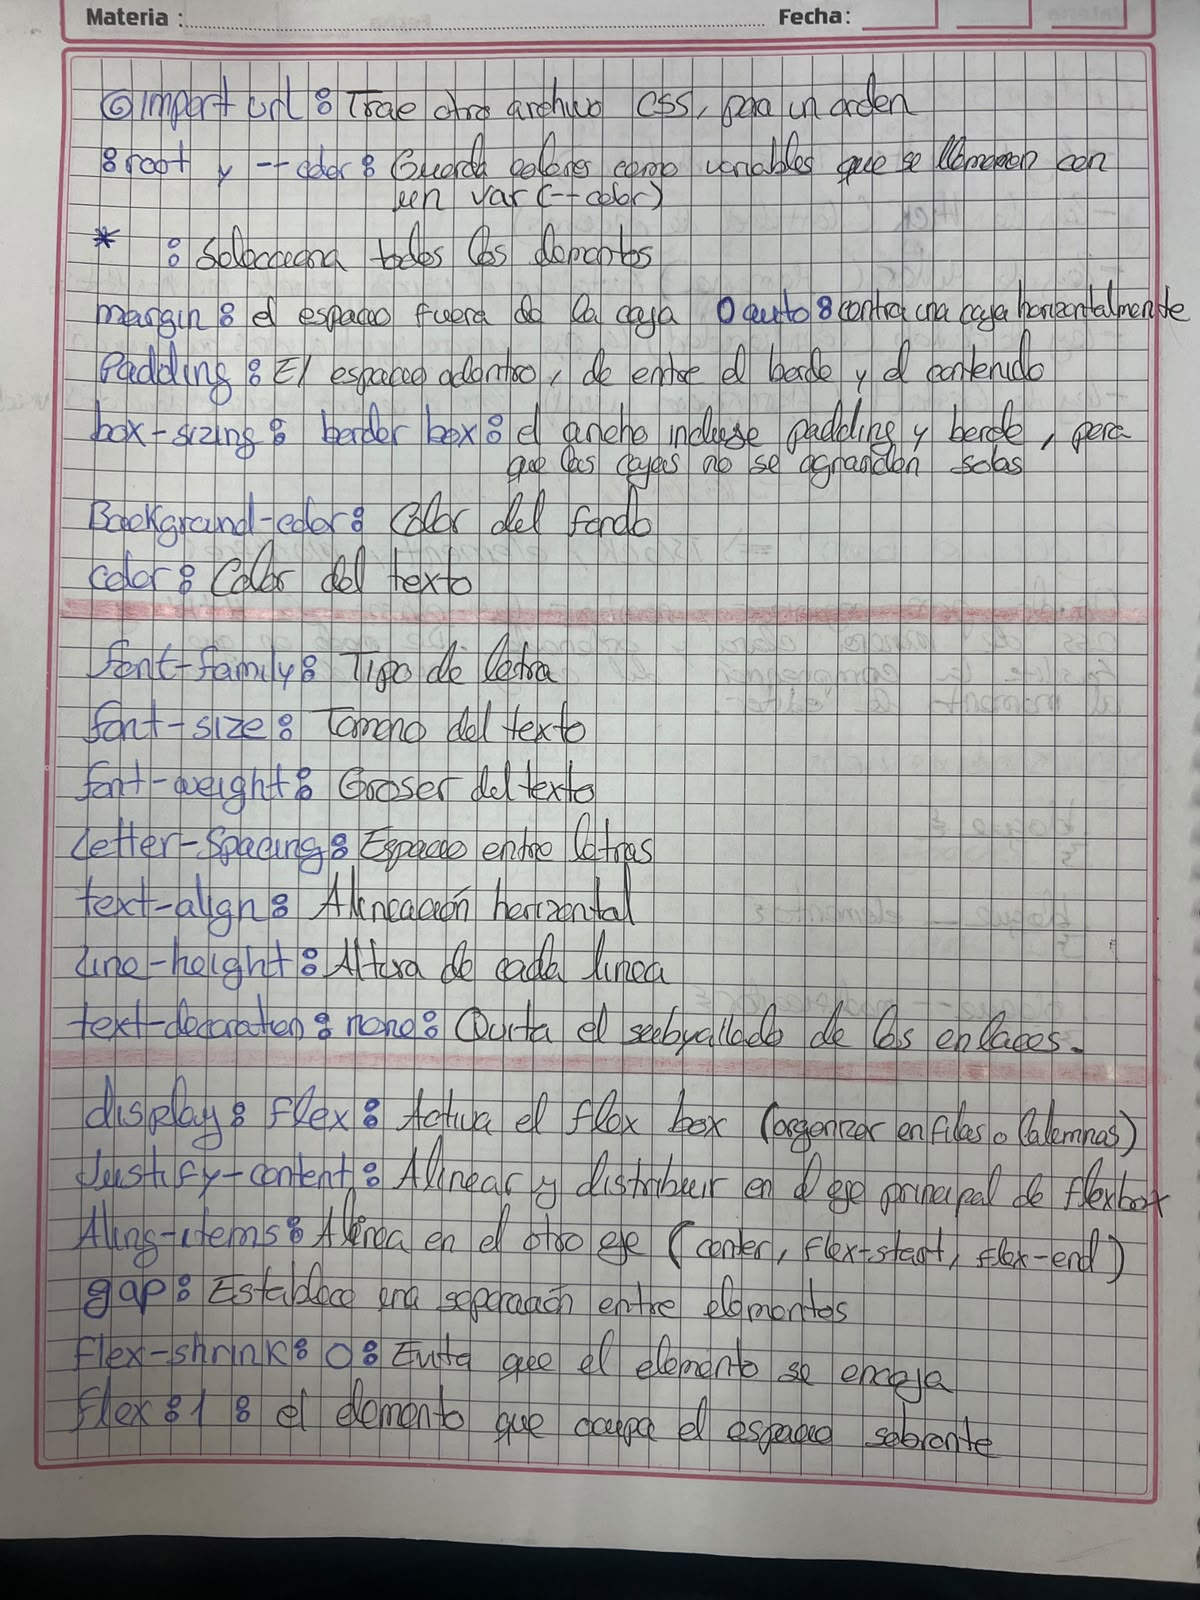 Materia : Fecha:
@import url : Trae otro archivo CSS, para un orden
:root y --color : Guarda colores como variables que se llamaran con
un var(--color)
* : Selecciona todos los elementos
margin : el espacio fuera de la caja 0 auto : centra una caja horizontalmente
Padding : El espacio adentro, de entre el borde y el contenido
box-sizing : border box : el ancho incluye padding y borde, para
que las cajas no se agranden solas
Background-color : Color del fondo
color : Color del texto
font-family : Tipo de letra
font-size : Tamano del texto
font-weight : Grosor del texto
Letter-Spacing : Espacio entre letras
text-align : Alineación horizontal
Line-height : Altura de cada linea
text-decoration : none : Quita el subyallado de los enlaces.
display : flex : Activa el flex box (organizar en filas o Columnas)
Justify-content : Alinear y distribuir en el eje principal de flexbox
Aling-items : Alinea en el otro eje (center, flex-start, flex-end)
gap : Establece una separación entre elementos
Flex-shrink : 0 : Evita que el elemento se encoja
Flex : 1 : el elemento que ocupa el espacio sobrante